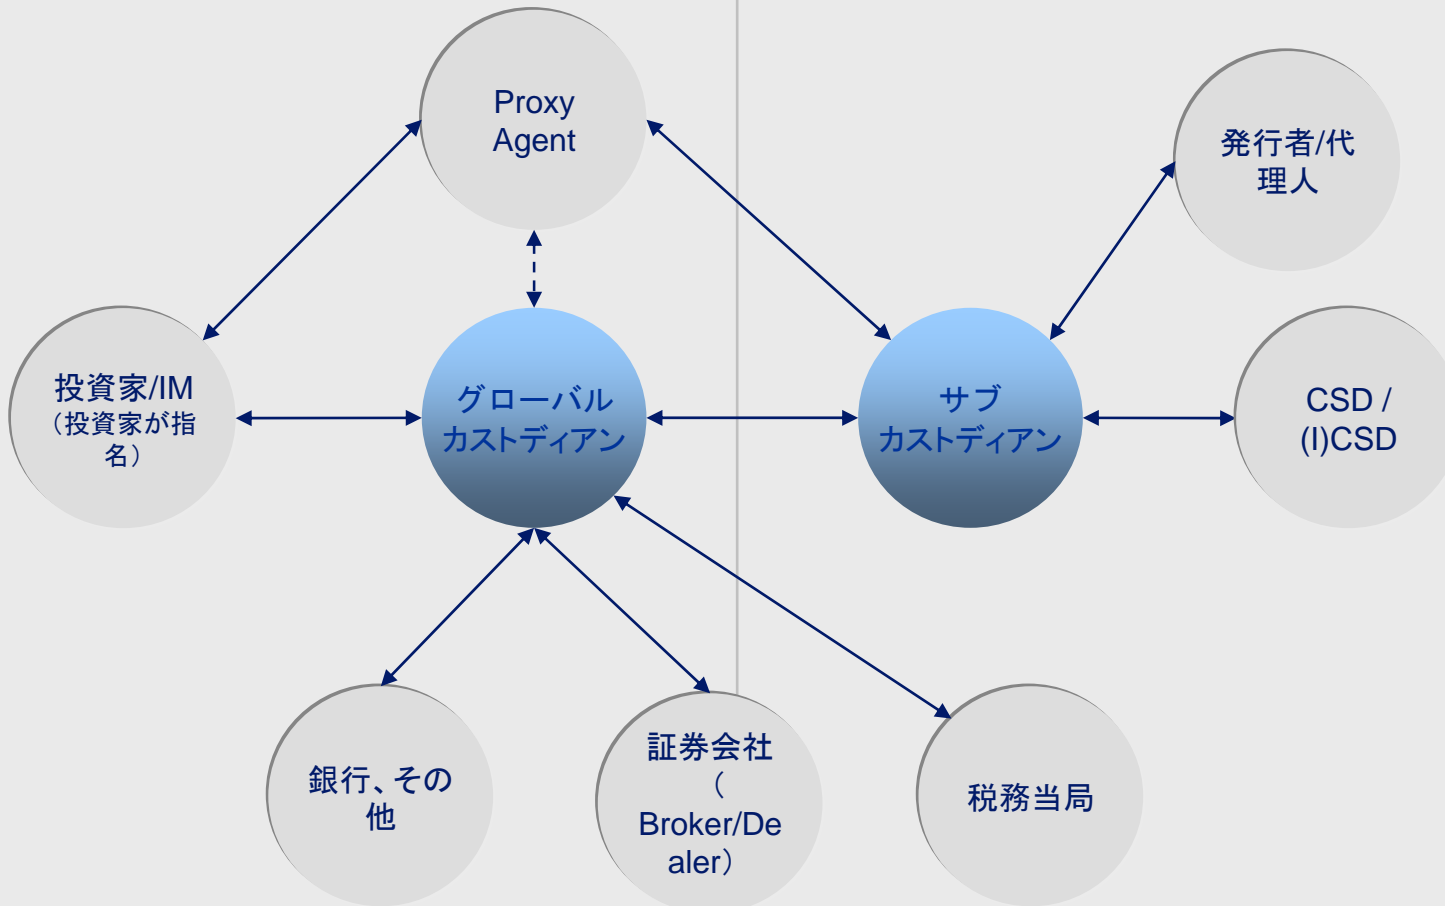 Proxy
Agent
発行者/代
理人
投資家/IM
（投資家が指
名）
グローバル
カストディアン
サブ
カストディアン
CSD /
(I)CSD
銀行、その
他
証券会社
（
Broker/De
aler）
税務当局